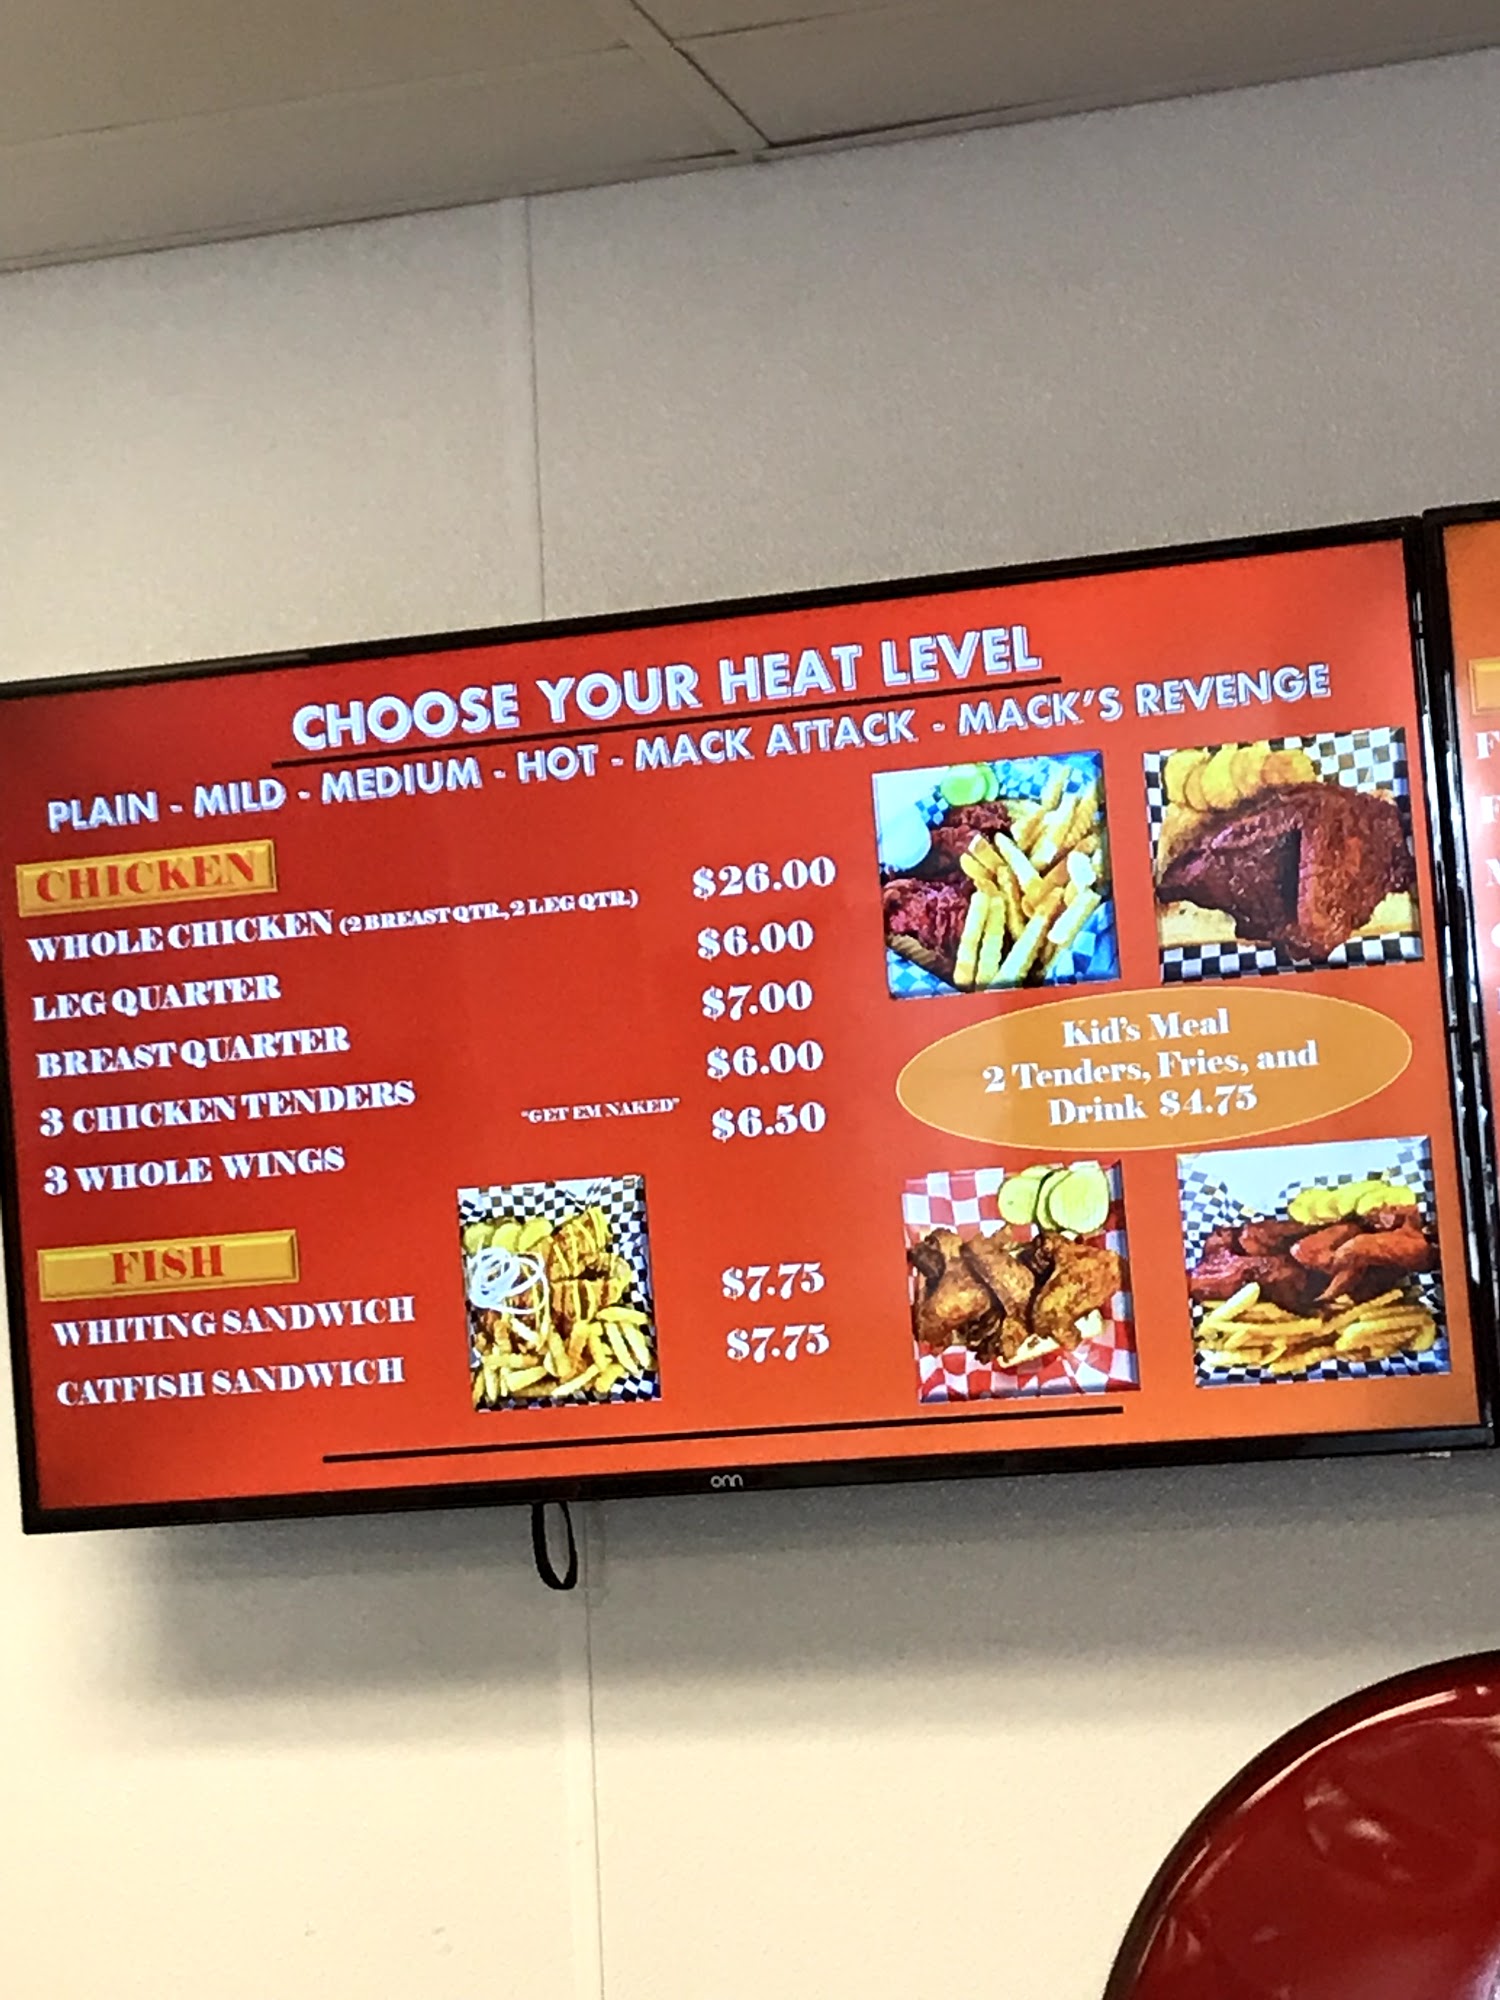 CHOOSE YOUR HEAT LEVEL
PLAIN - MILD - MEDIUM - HOT - MACK ATTACK - MACK'S REVENGE
CHICKEN
WHOLE CHICKEN (2 BREAST QTR., 2 LEG QTR.) $26.00
LEG QUARTER $6.00
BREAST QUARTER $7.00
3 CHICKEN TENDERS $6.00
3 WHOLE WINGS "GET EM NAKED" $6.50
FISH
WHITING SANDWICH $7.75
CATFISH SANDWICH $7.75
Kid's Meal
2 Tenders, Fries, and
Drink $4.75
onn